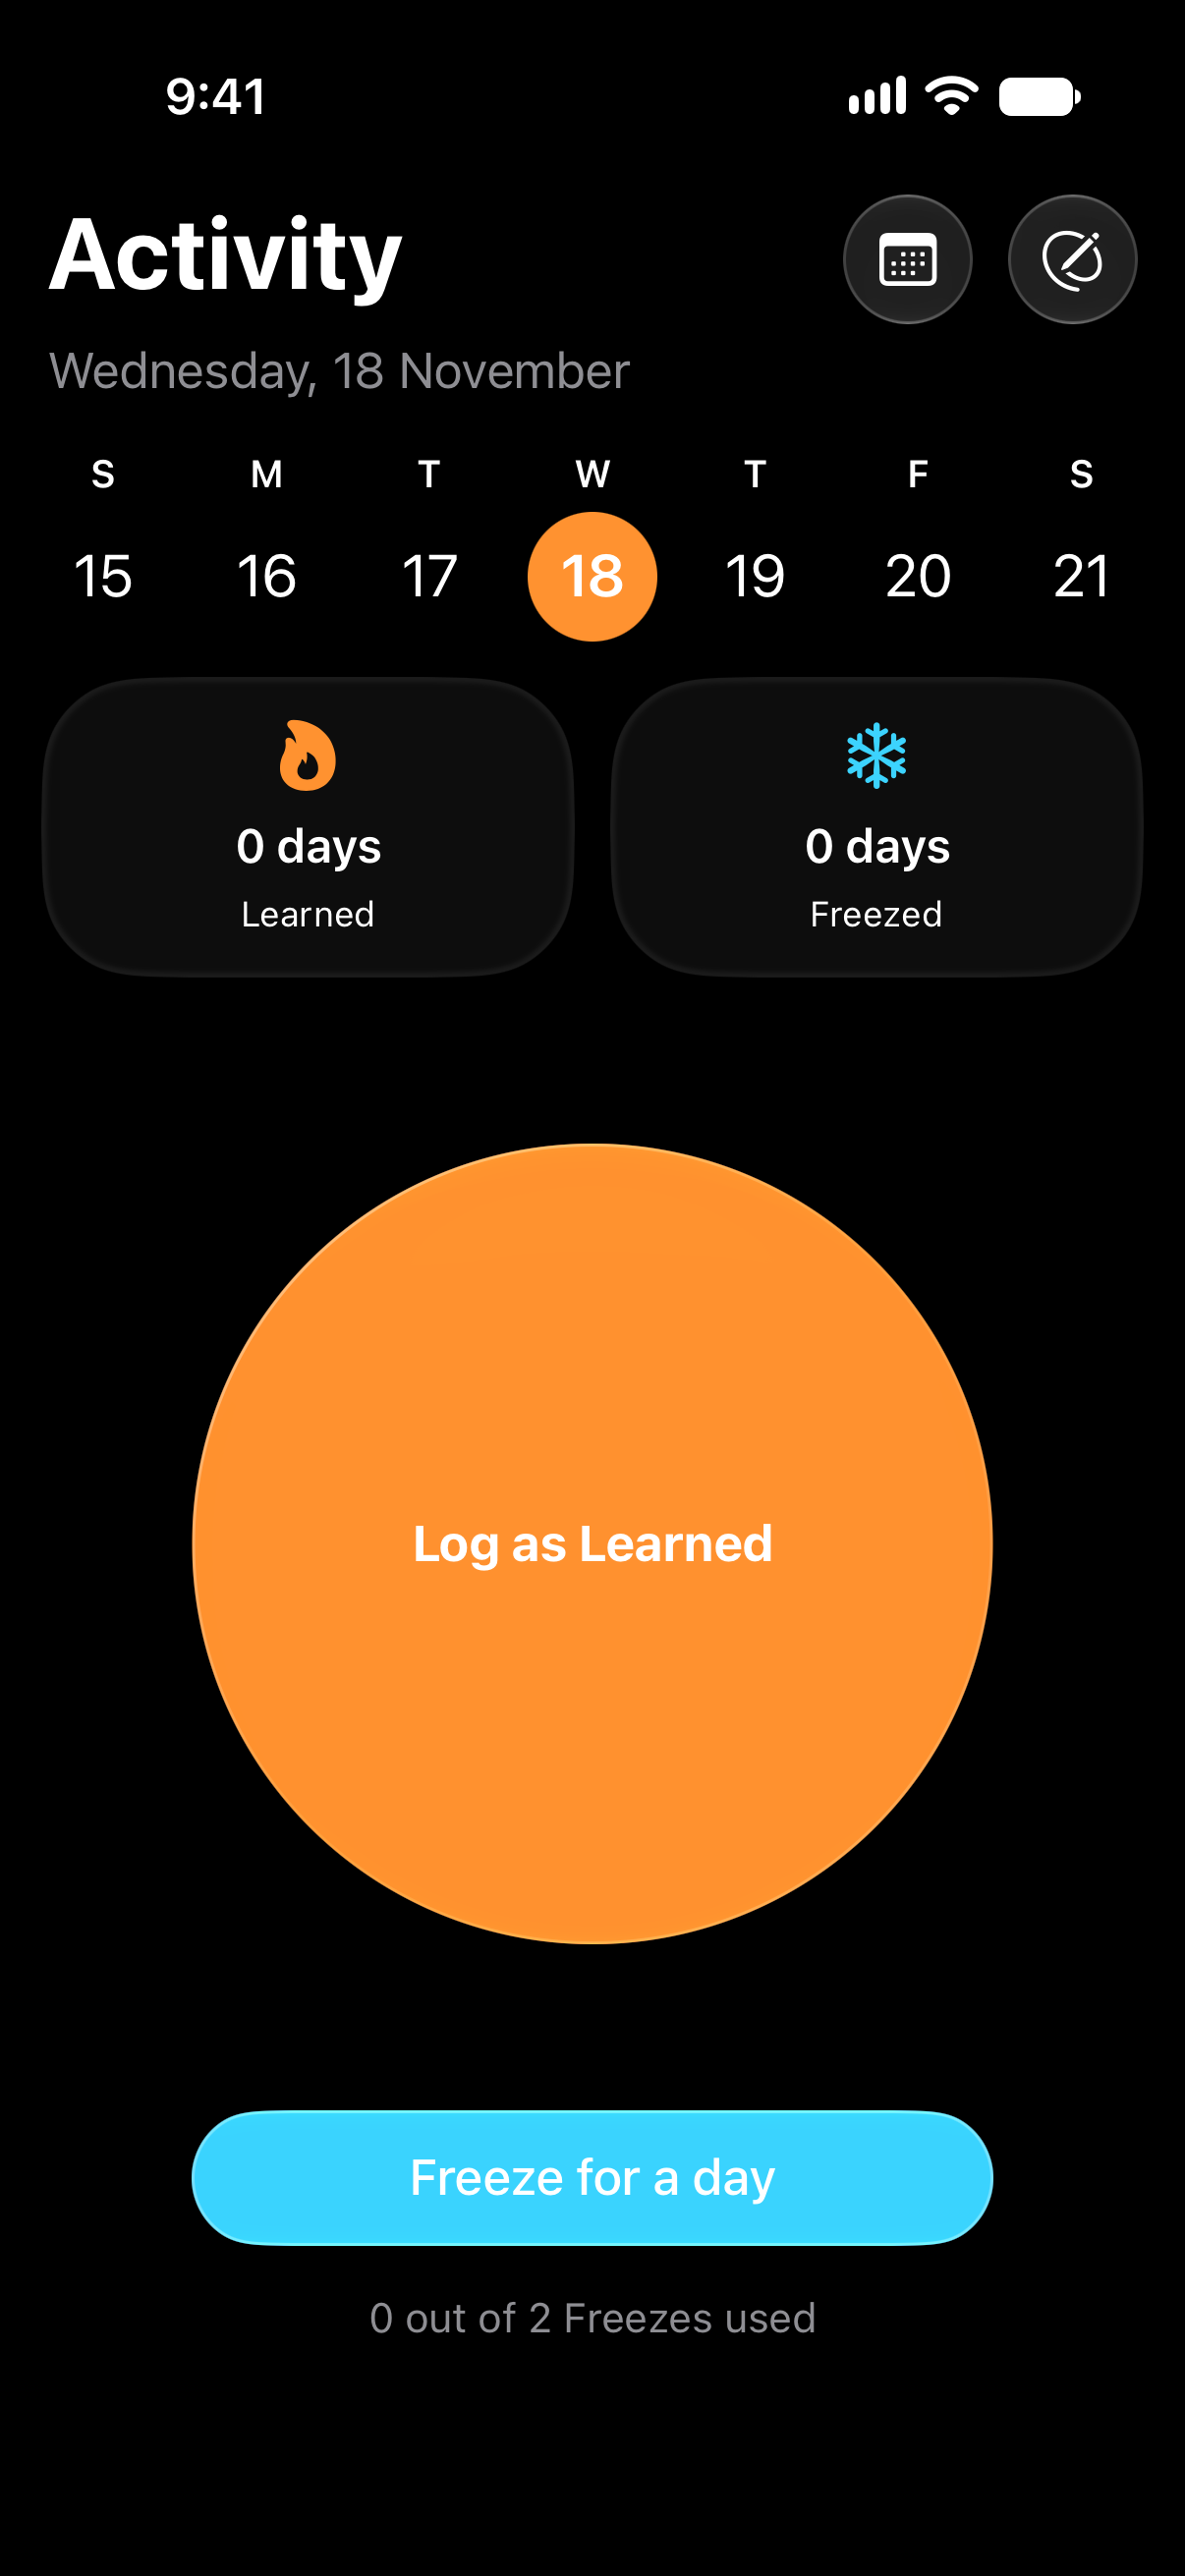 9:41
Activity
Wednesday, 18 November
S M T W T F S
15 16 17 18 19 20 21
0 days 0 days
Learned Freezed
Log as Learned
Freeze for a day
0 out of 2 Freezes used